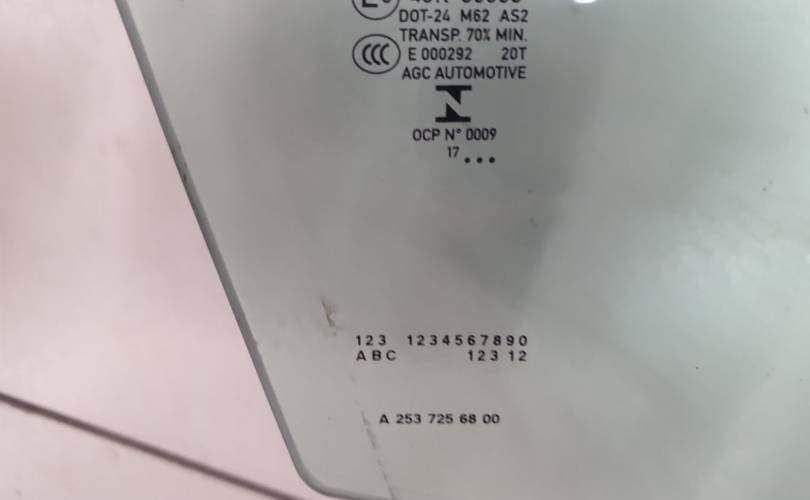 DOT-24 M62 AS2
TRANSP. 70% MIN.
CCC E 000292 20T
AGC AUTOMOTIVE
N
OCP N° 0009
17 ...
123 1234567890
ABC 123 12
A 253 725 68 00